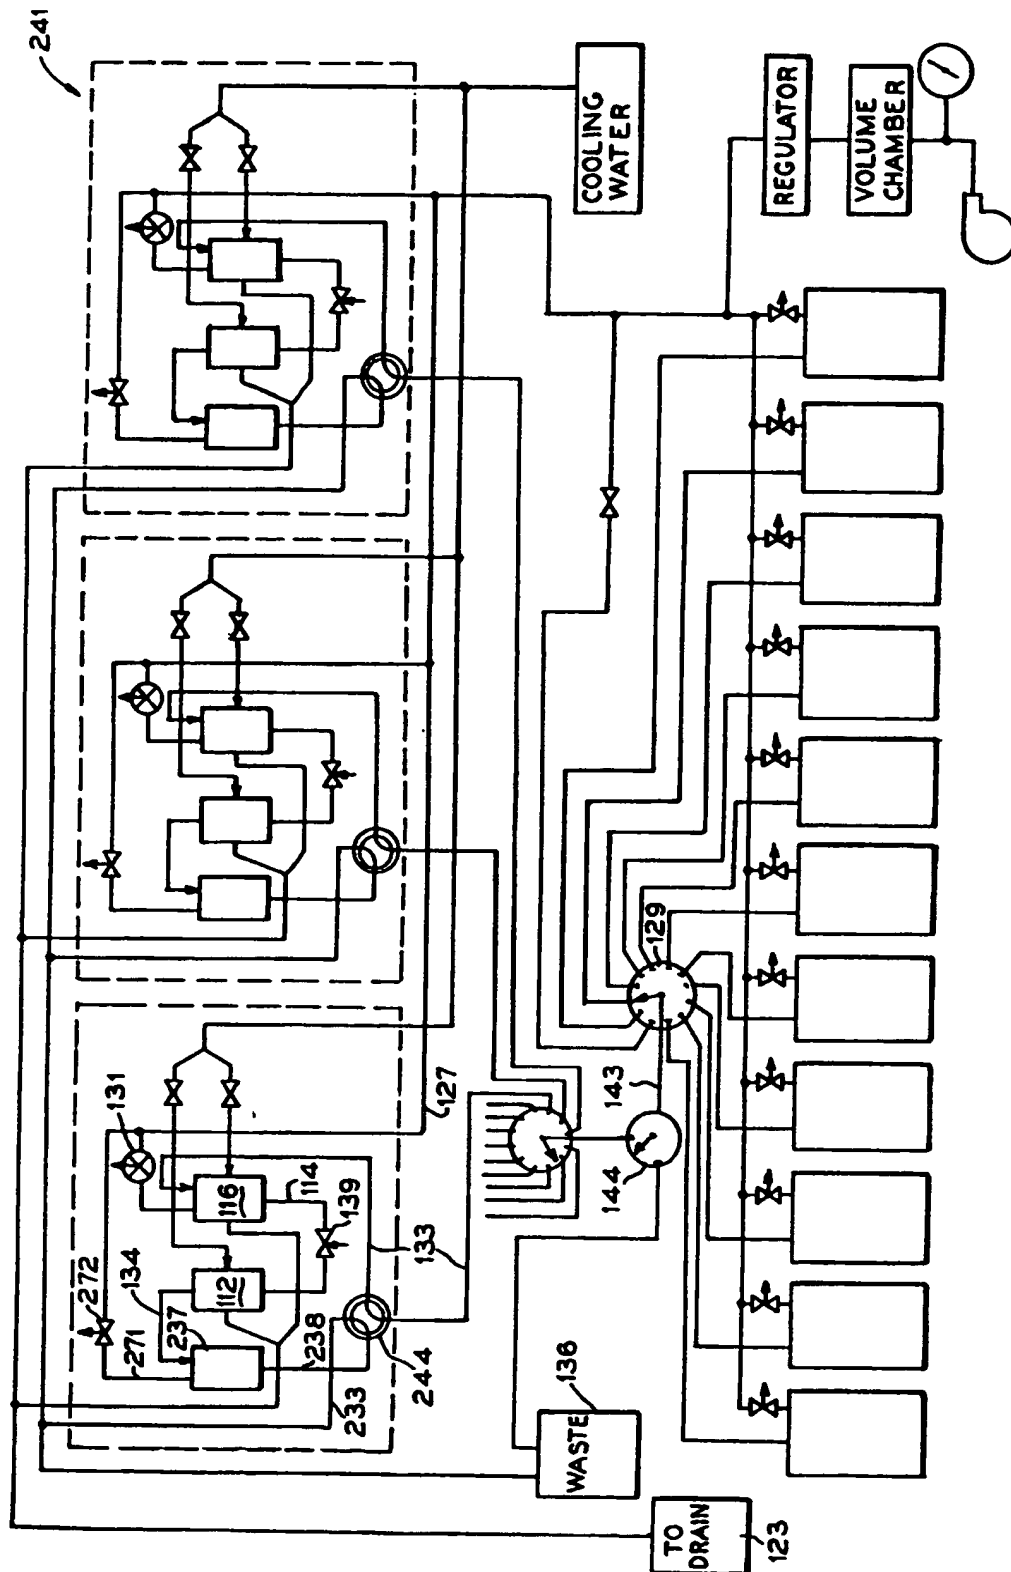 241
COOLING
WATER
REGULATOR
VOLUME
CHAMBER
129
131
127
143
144
116
114
139
133
272
134
112
237
271
238
244
233
WASTE
136
TO
DRAIN
123